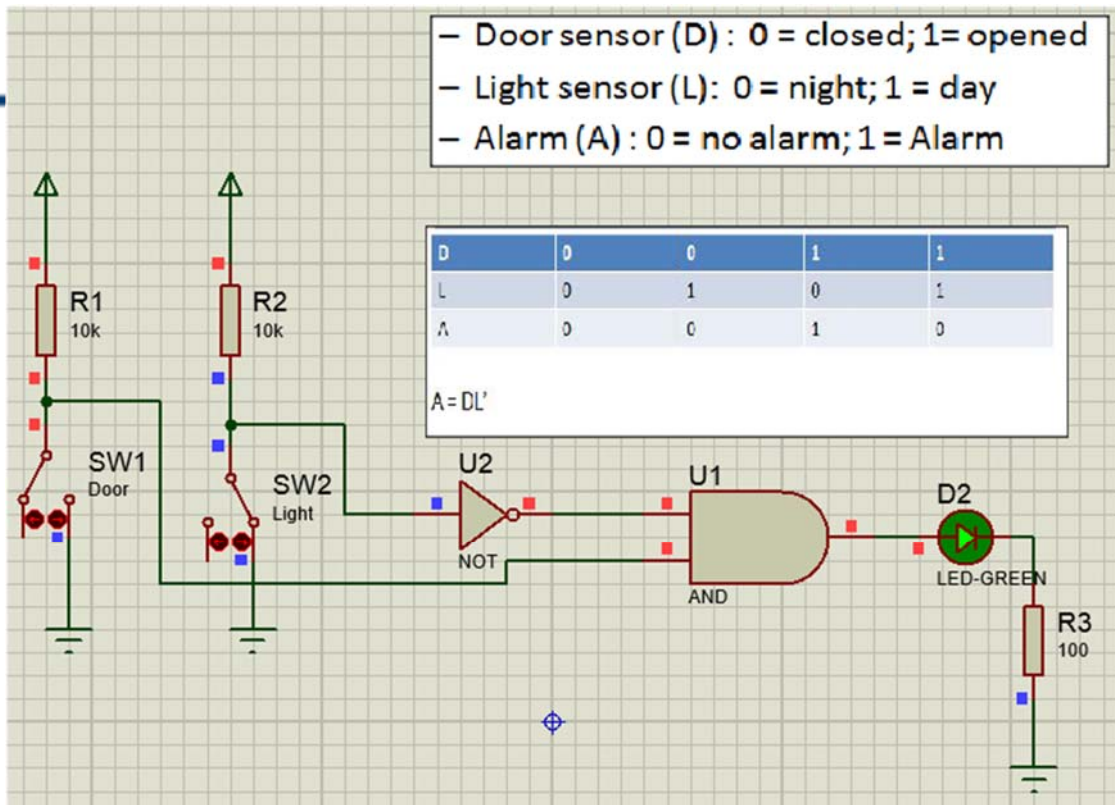 – Door sensor (D) : 0 = closed; 1= opened
– Light sensor (L): 0 = night; 1 = day
– Alarm (A) : 0 = no alarm; 1 = Alarm
D 0 0 1 1
L 0 1 0 1
A 0 0 1 0
A = DL'
R1
10k
R2
10k
SW1
Door
SW2
Light
U2
NOT
U1
AND
D2
LED-GREEN
R3
100